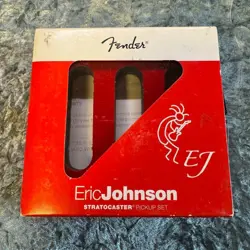 Fender
EJ
EricJohnson
STRATOCASTER® PICKUP SET